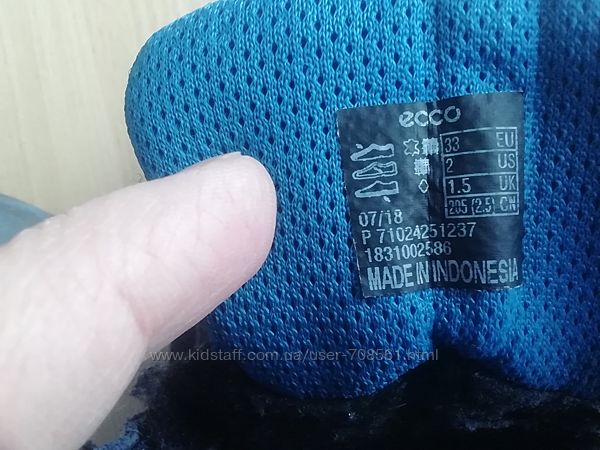 ecco
33 EU
2 US
1.5 UK
205 (2.5) CN
07/18
P 71024251237
1831002586
MADE IN INDONESIA
www.kidstaff.com.ua/user-708561.html